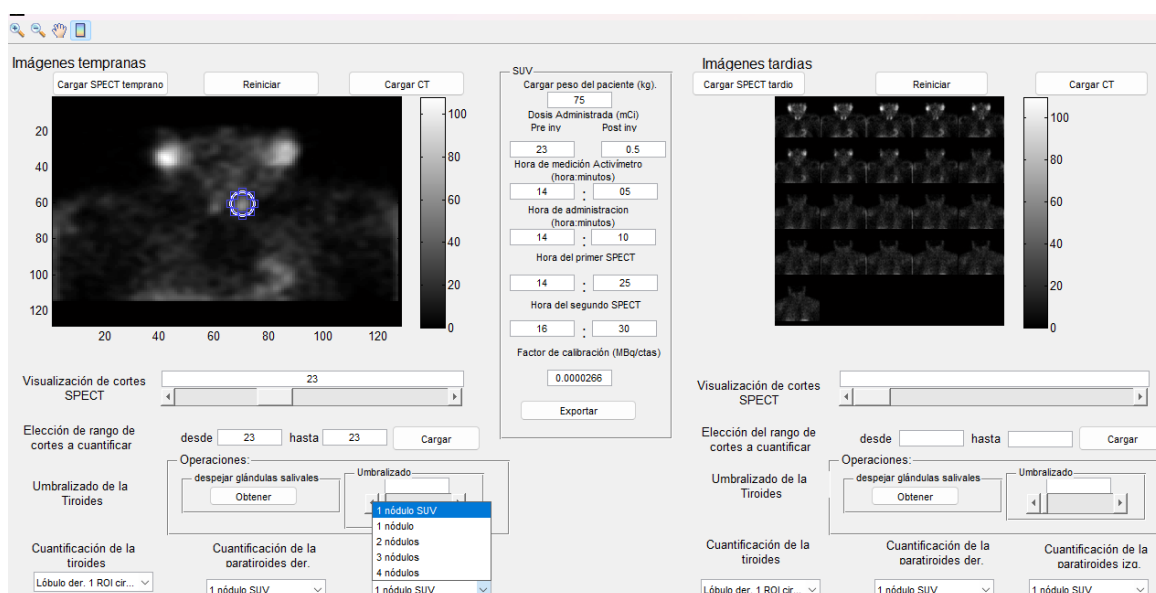 Imágenes tempranas
Cargar SPECT temprano
Reiniciar
Cargar CT
20
40
60
80
100
120
20 40 60 80 100 120
100
80
60
40
20
0
Visualización de cortes
SPECT
23
Elección de rango de
cortes a cuantificar
desde 23 hasta 23 Cargar
Umbralizado de la
Tiroides
Operaciones:
despejar glándulas salivales
Obtener
Umbralizado
1 nódulo SUV
1 nódulo
2 nódulos
3 nódulos
4 nódulos
Cuantificación de la
tiroides
Lóbulo der. 1 ROI cir...
Cuantificación de la
paratiroides der.
1 nódulo SUV
1 nódulo SUV
SUV
Cargar peso del paciente (kg).
75
Dosis Administrada (mCi)
Pre iny Post iny
23 0.5
Hora de medición Activímetro
(hora:minutos)
14 : 05
Hora de administracion
(hora:minutos)
14 : 10
Hora del primer SPECT
14 : 25
Hora del segundo SPECT
16 : 30
Factor de calibración (MBq/ctas)
0.0000266
Exportar
Imágenes tardias
Cargar SPECT tardio
Reiniciar
Cargar CT
100
80
60
40
20
0
Visualización de cortes
SPECT
Elección del rango de
cortes a cuantificar
desde hasta Cargar
Umbralizado de la
Tiroides
Operaciones:
despejar glándulas salivales
Obtener
Umbralizado
Cuantificación de la
tiroides
Lóbulo der. 1 ROI cir...
Cuantificación de la
paratiroides der.
1 nódulo SUV
Cuantificación de la
paratiroides izq.
1 nódulo SUV